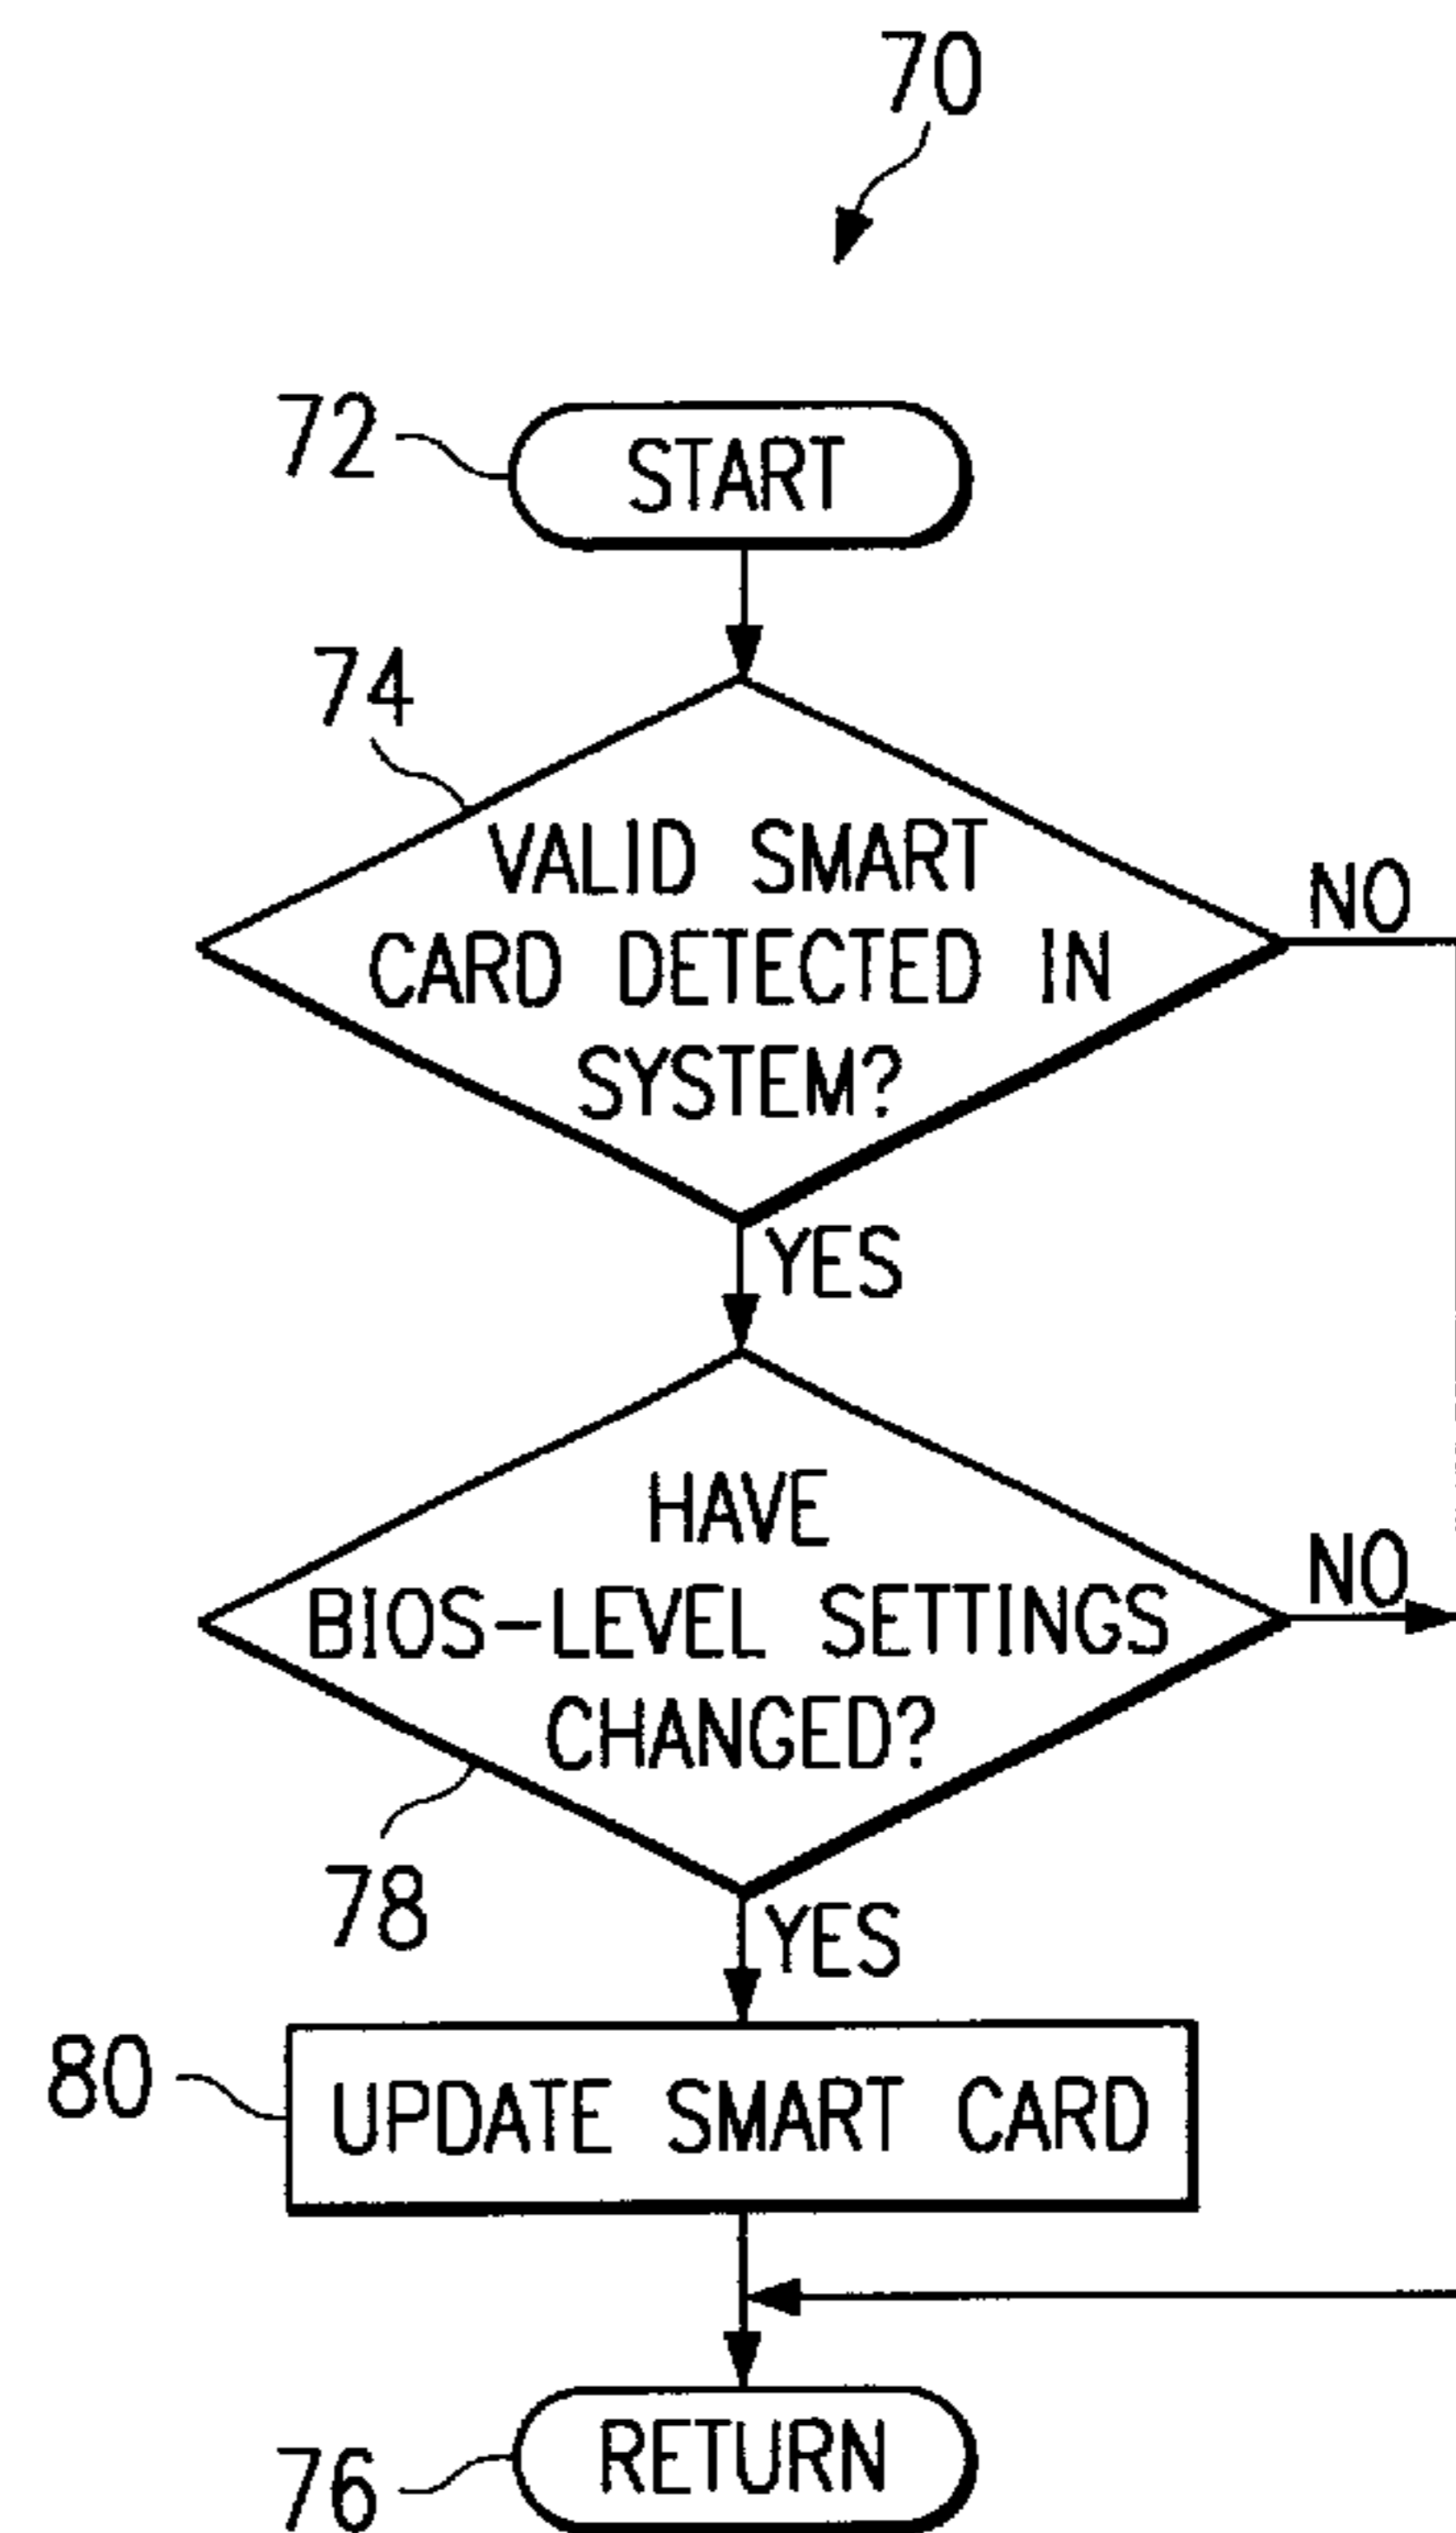 70
72
START
74
VALID SMART
CARD DETECTED IN
SYSTEM?
NO
YES
HAVE
BIOS-LEVEL SETTINGS
CHANGED?
NO
78
YES
80
UPDATE SMART CARD
76
RETURN